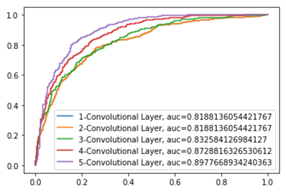 1.0
0.8
0.6
0.4
0.2
0.0
1-Convolutional Layer, auc=0.8188136054421767
2-Convolutional Layer, auc=0.8188136054421767
3-Convolutional Layer, auc=0.832584126984127
4-Convolutional Layer, auc=0.8728816326530612
5-Convolutional Layer, auc=0.8977668934240363
0.0 0.2 0.4 0.6 0.8 1.0